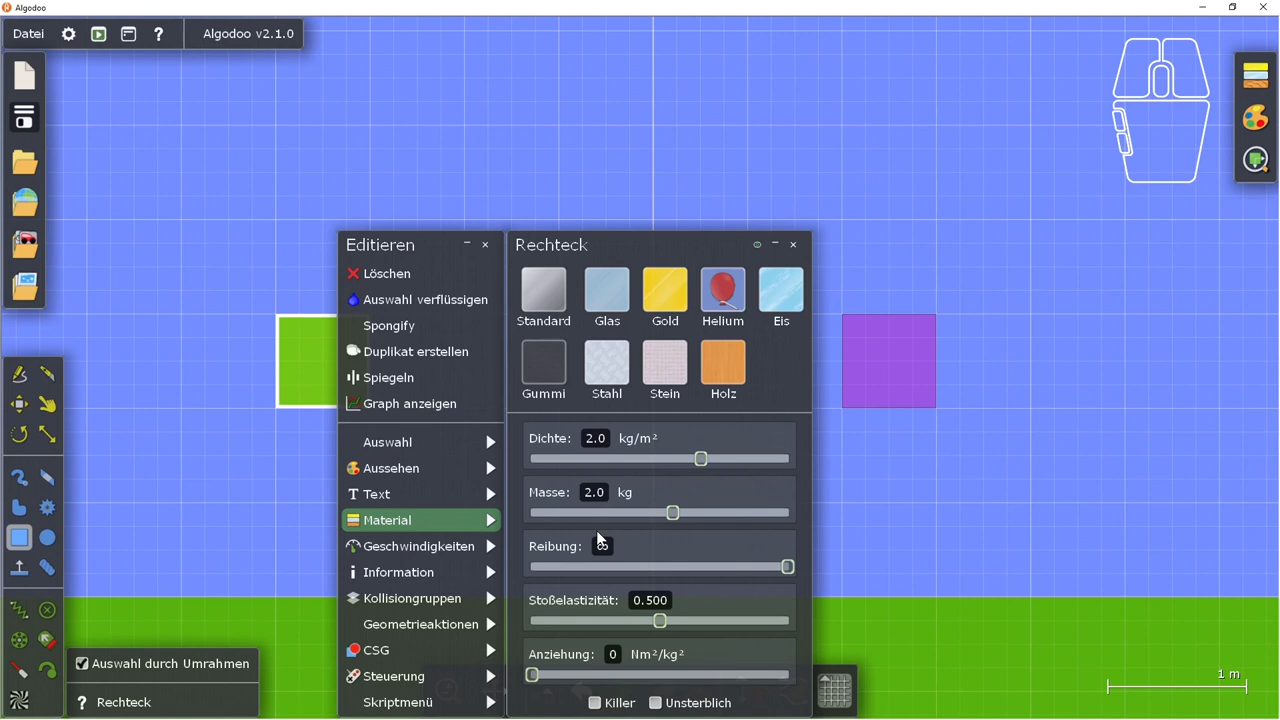 Algodoo
Datei
?
Algodoo v2.1.0
Editieren
Löschen
Auswahl verflüssigen
Spongify
Duplikat erstellen
Spiegeln
Graph anzeigen
Auswahl
Aussehen
T Text
Material
Geschwindigkeiten
i Information
Kollisiongruppen
Geometrieaktionen
CSG
Steuerung
Skriptmenü
Rechteck
Standard Glas Gold Helium Eis
Gummi Stahl Stein Holz
Dichte: 2.0 kg/m²
Masse: 2.0 kg
Reibung: ∞
Stoßelastizität: 0.500
Anziehung: 0 Nm²/kg²
Killer Unsterblich
Auswahl durch Umrahmen
? Rechteck
1 m